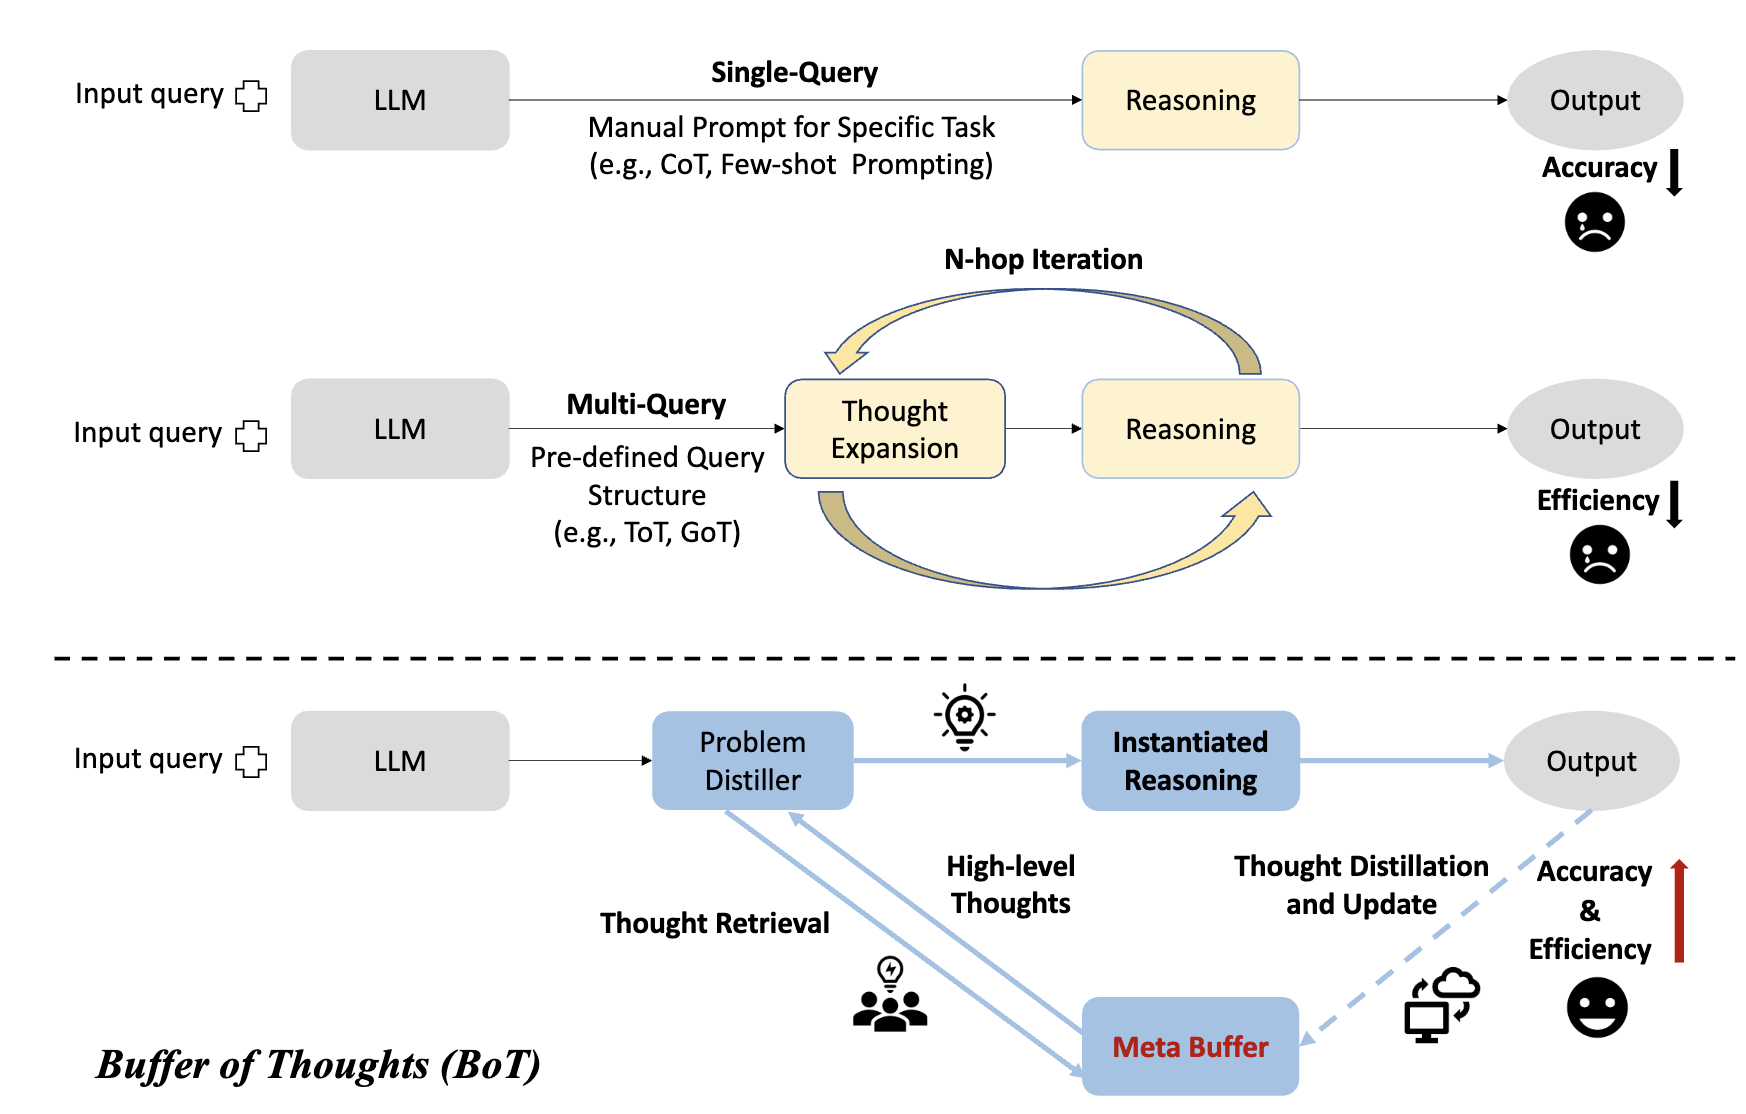 Input query
LLM
Single-Query
Manual Prompt for Specific Task
(e.g., CoT, Few-shot Prompting)
Reasoning
Output
Accuracy
N-hop Iteration
Input query
LLM
Multi-Query
Pre-defined Query
Structure
(e.g., ToT, GoT)
Thought
Expansion
Reasoning
Output
Efficiency
Input query
LLM
Problem
Distiller
Instantiated
Reasoning
Output
Thought Retrieval
High-level
Thoughts
Thought Distillation
and Update
Accuracy
&
Efficiency
Meta Buffer
Buffer of Thoughts (BoT)